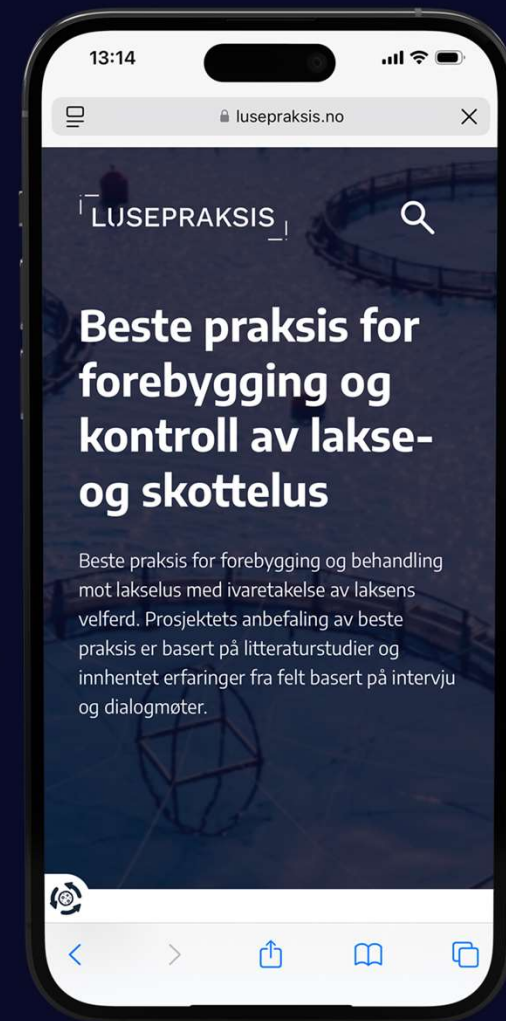 13:14
lusepraksis.no
LUSEPRAKSIS
Beste praksis for
forebygging og
kontroll av lakse-
og skottelus
Beste praksis for forebygging og behandling
mot lakselus med ivaretakelse av laksens
velferd. Prosjektets anbefaling av beste
praksis er basert på litteraturstudier og
innhentet erfaringer fra felt basert på intervju
og dialogmøter.